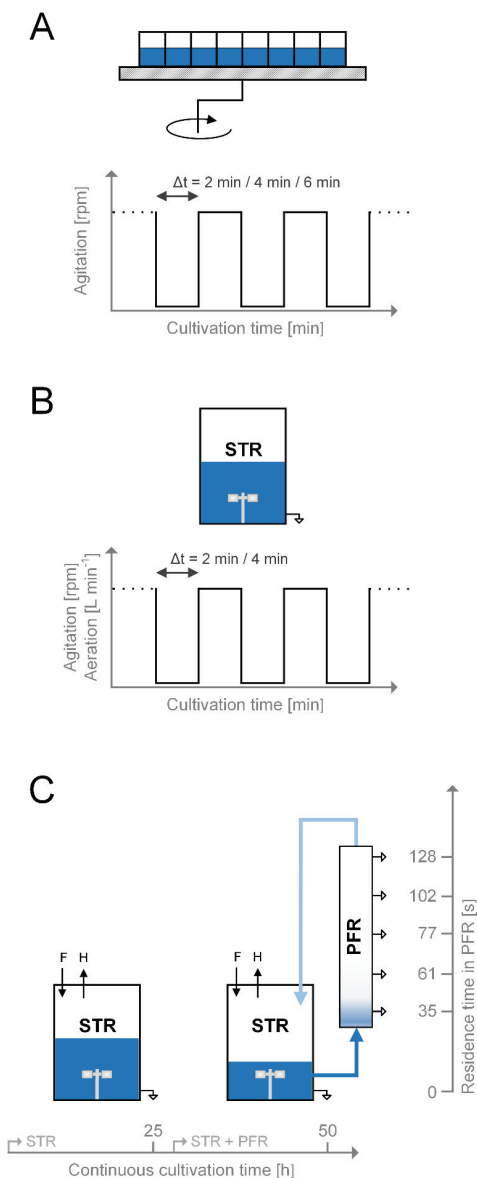 A
Δt = 2 min / 4 min / 6 min
Agitation [rpm]
Cultivation time [min]
B
STR
Δt = 2 min / 4 min
Agitation [rpm]
Aeration [L min⁻¹]
Cultivation time [min]
C
128
102
77
61
35
0
Residence time in PFR [s]
PFR
F H
STR
F H
STR
25
50
STR
STR + PFR
Continuous cultivation time [h]